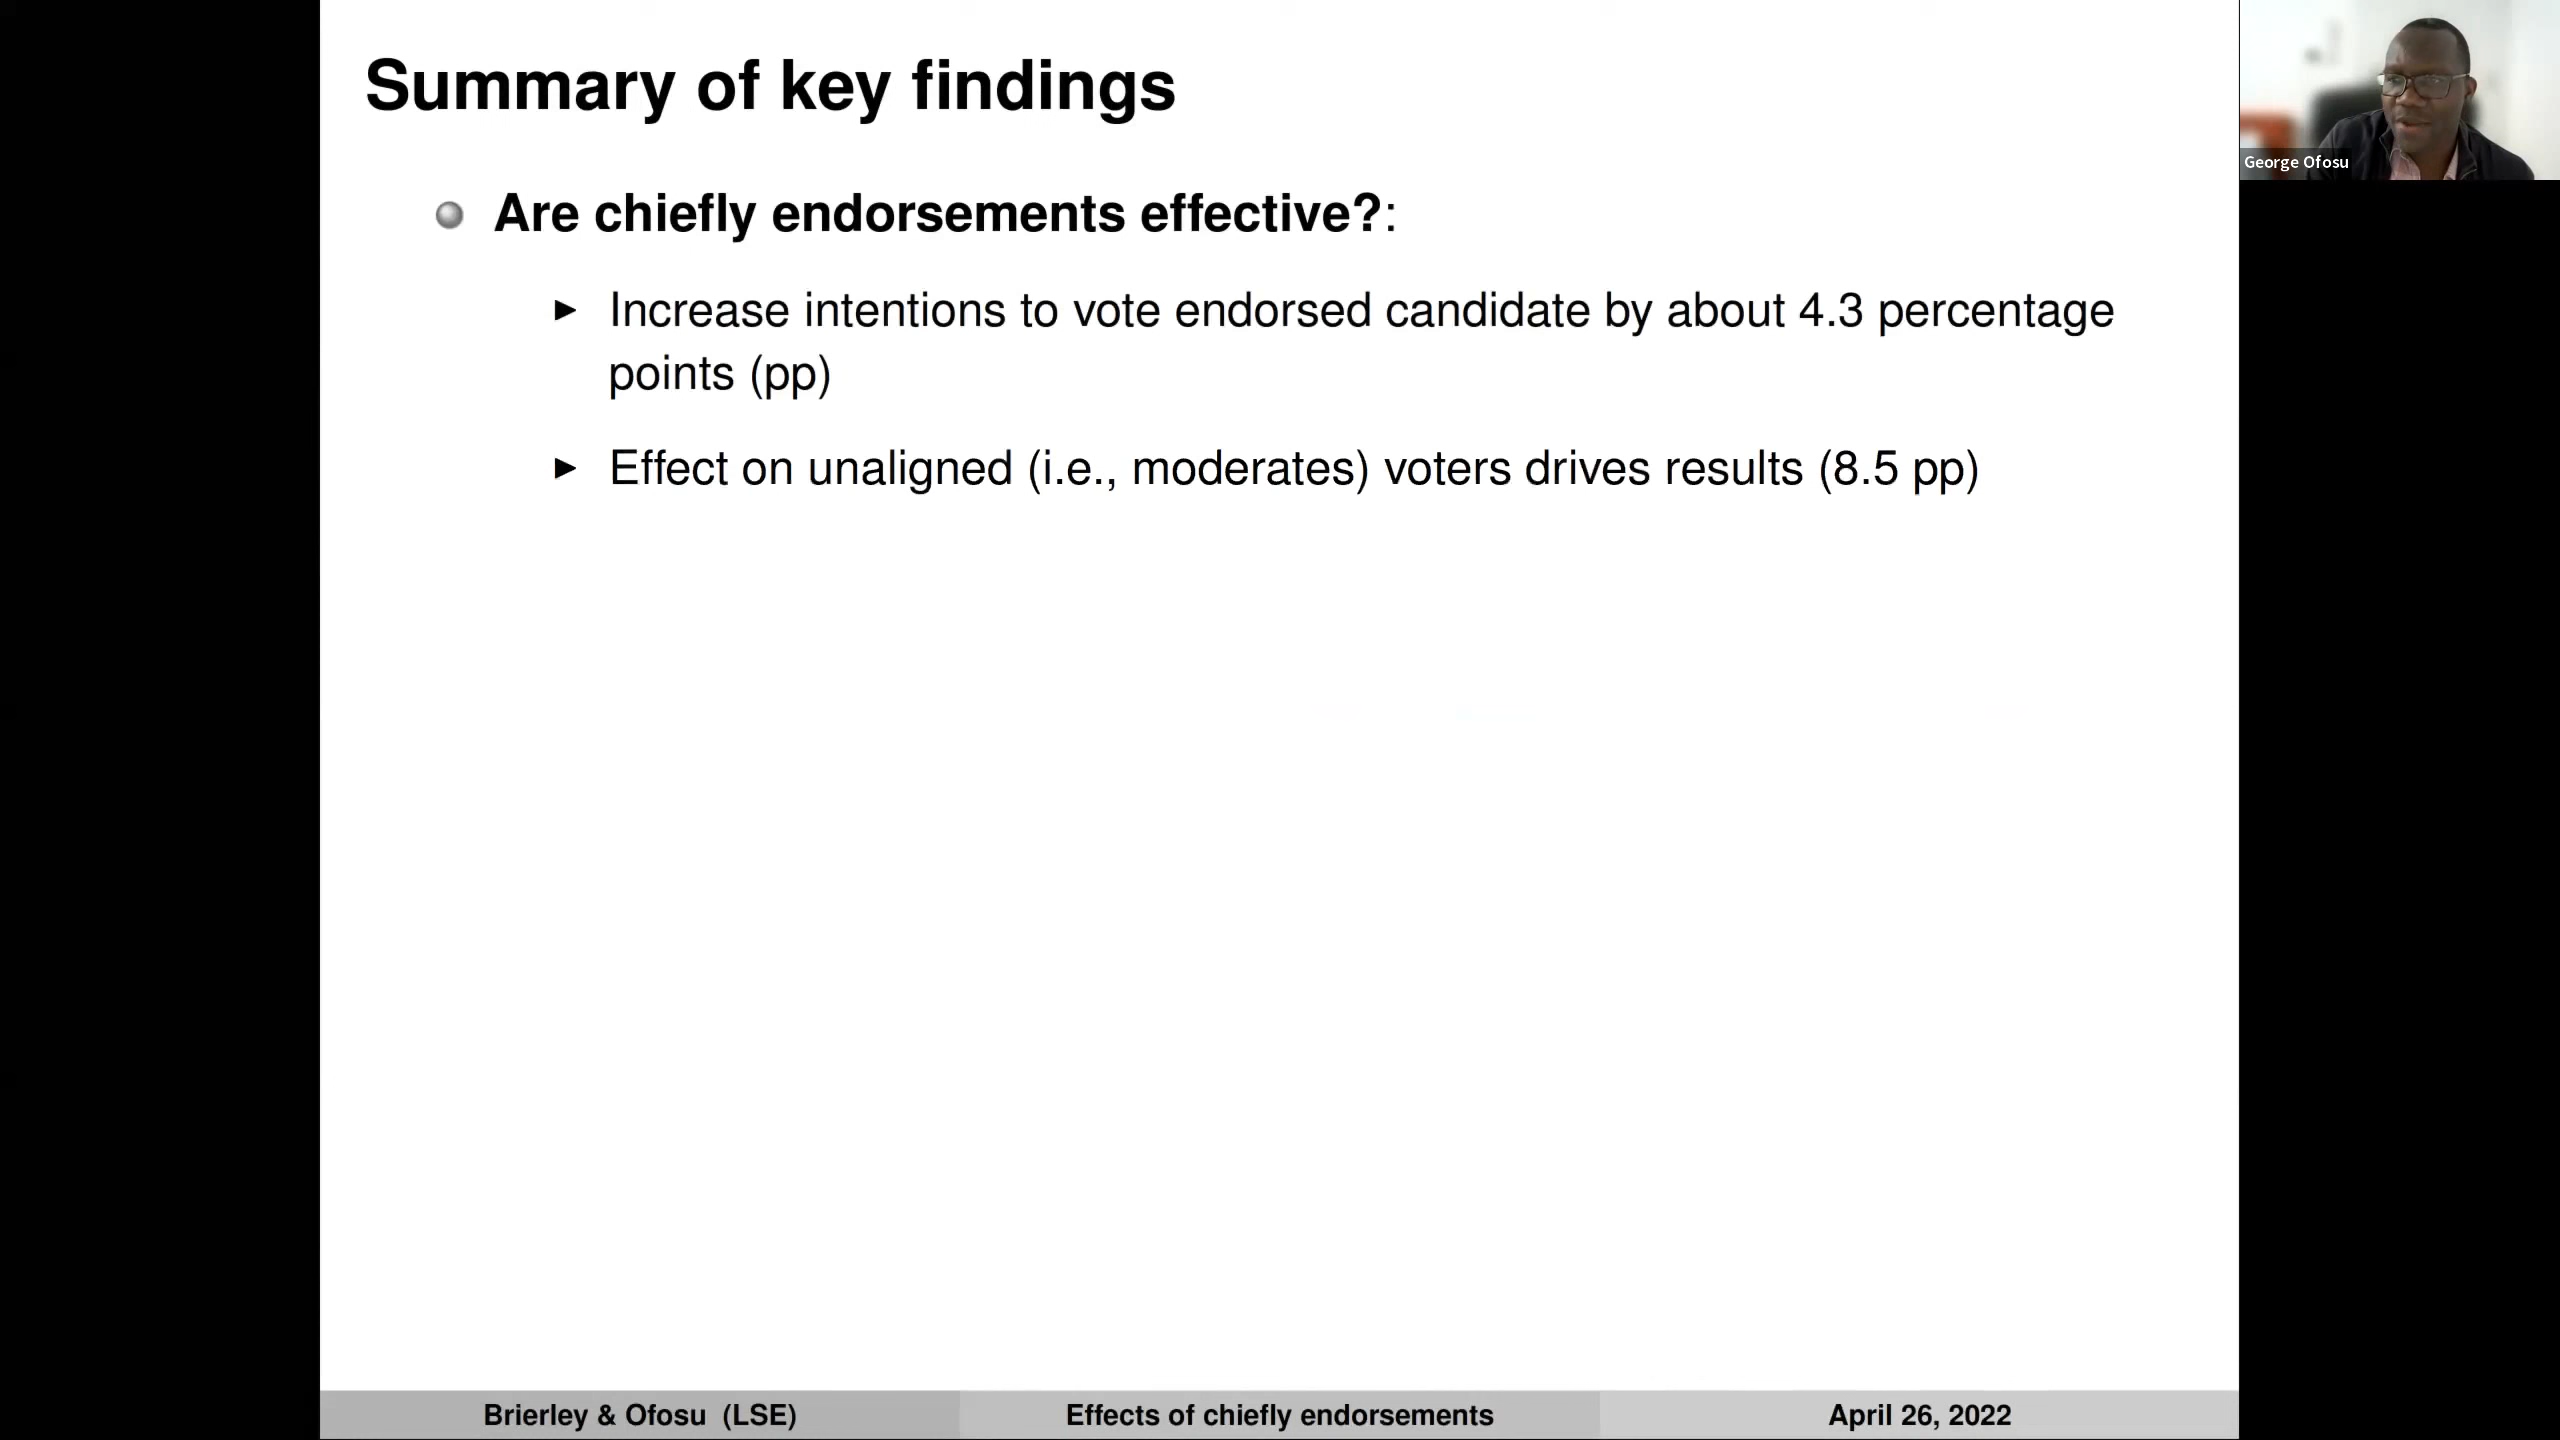 Summary of key findings
Are chiefly endorsements effective?:
Increase intentions to vote endorsed candidate by about 4.3 percentage
points (pp)
Effect on unaligned (i.e., moderates) voters drives results (8.5 pp)
George Ofosu
Brierley & Ofosu (LSE)
Effects of chiefly endorsements
April 26, 2022